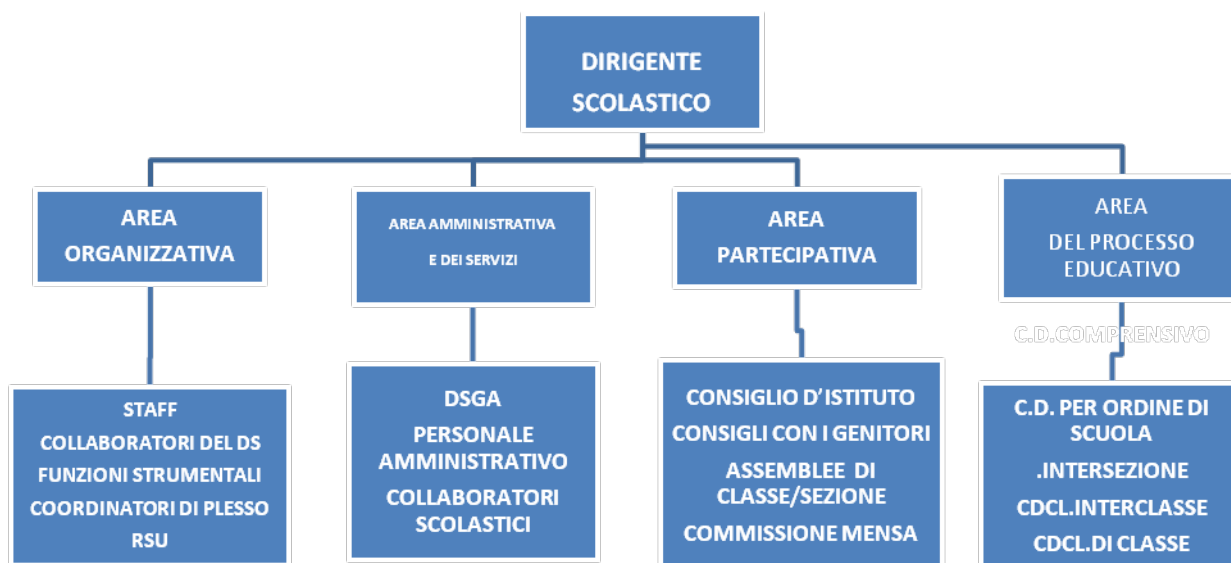 DIRIGENTE
SCOLASTICO
AREA
ORGANIZZATIVA
AREA AMMINISTRATIVA
E DEI SERVIZI
AREA
PARTECIPATIVA
AREA
DEL PROCESSO
EDUCATIVO
C.D.COMPRENSIVO
STAFF
COLLABORATORI DEL DS
FUNZIONI STRUMENTALI
COORDINATORI DI PLESSO
RSU
DSGA
PERSONALE
AMMINISTRATIVO
COLLABORATORI
SCOLASTICI
CONSIGLIO D'ISTITUTO
CONSIGLI CON I GENITORI
ASSEMBLEE DI
CLASSE/SEZIONE
COMMISSIONE MENSA
C.D. PER ORDINE DI
SCUOLA
.INTERSEZIONE
CDCL.INTERCLASSE
CDCL.DI CLASSE